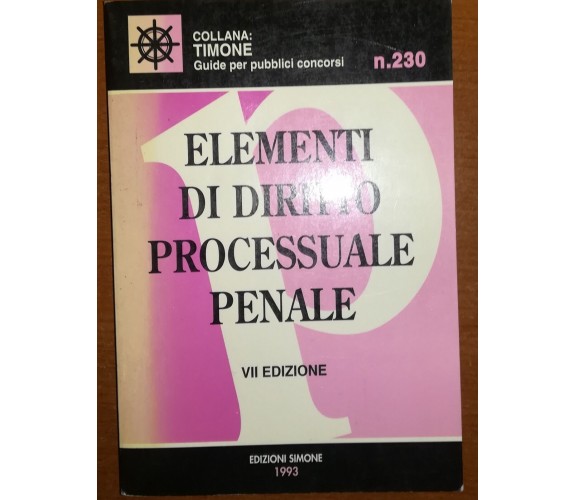 COLLANA:
TIMONE
Guide per pubblici concorsi
n.230
ELEMENTI
DI DIRITTO
PROCESSUALE
PENALE
VII EDIZIONE
EDIZIONI SIMONE
1993